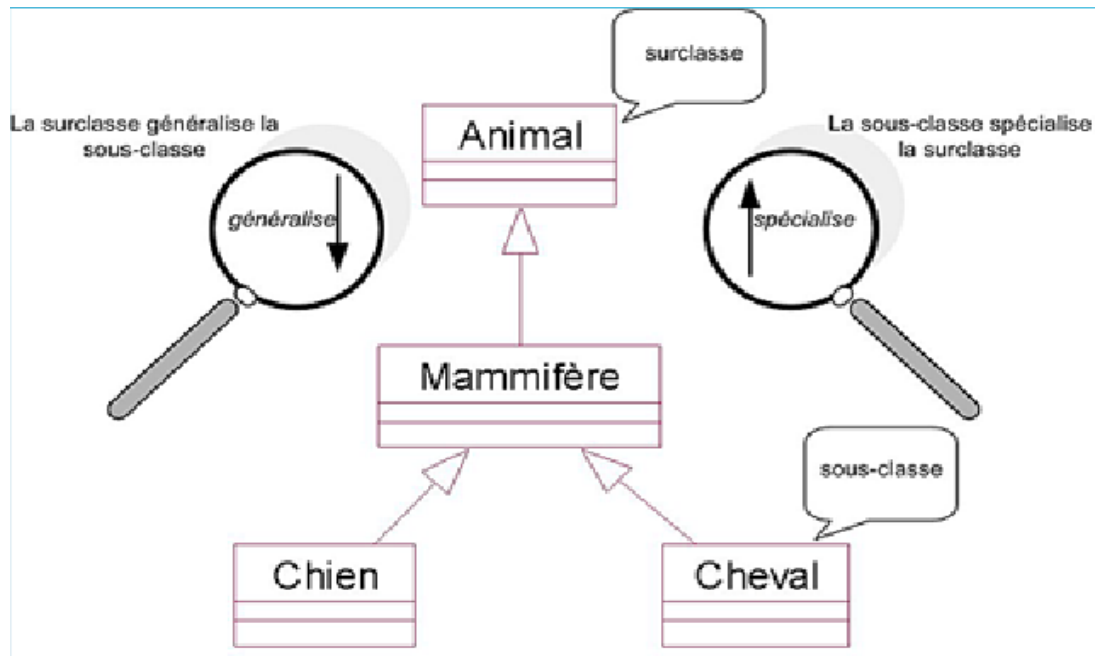 surclasse
La surclasse généralise la
sous-classe
Animal
La sous-classe spécialise
la surclasse
généralise
spécialise
Mammifère
sous-classe
Chien
Cheval